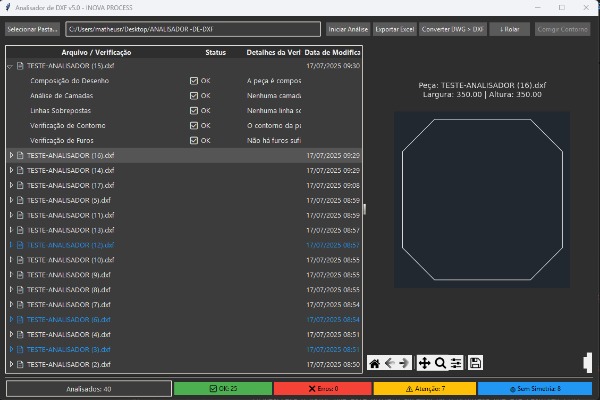 Analisador de DXF v5.0 - INOVA PROCESS
Selecionar Pasta... C:/Users/matheusr/Desktop/ANALISADOR -DE-DXF Iniciar Análise Exportar Excel Converter DWG > DXF ↓ Rolar Corrigir Contorno
Arquivo / Verificação Status Detalhes da Veri Data de Modifica
TESTE-ANALISADOR (15).dxf 17/07/2025 09:30
Composição do Desenho OK A peça é compos
Análise de Camadas OK Nenhuma camada
Linhas Sobrepostas OK Nenhuma linha so
Verificação de Contorno OK O contorno da pe
Verificação de Furos OK Não há furos sufi
TESTE-ANALISADOR (16).dxf 17/07/2025 09:29
TESTE-ANALISADOR (14).dxf 17/07/2025 09:29
TESTE-ANALISADOR (17).dxf 17/07/2025 09:08
TESTE-ANALISADOR (5).dxf 17/07/2025 08:59
TESTE-ANALISADOR (11).dxf 17/07/2025 08:59
TESTE-ANALISADOR (13).dxf 17/07/2025 08:57
TESTE-ANALISADOR (12).dxf 17/07/2025 08:57
TESTE-ANALISADOR (10).dxf 17/07/2025 08:55
TESTE-ANALISADOR (9).dxf 17/07/2025 08:55
TESTE-ANALISADOR (8).dxf 17/07/2025 08:55
TESTE-ANALISADOR (7).dxf 17/07/2025 08:54
TESTE-ANALISADOR (6).dxf 17/07/2025 08:54
TESTE-ANALISADOR (4).dxf 17/07/2025 08:51
TESTE-ANALISADOR (3).dxf 17/07/2025 08:51
TESTE-ANALISADOR (2).dxf 17/07/2025 08:50
Peça: TESTE-ANALISADOR (16).dxf
Largura: 350.00 | Altura: 350.00
Analisados: 40 OK: 25 Erros: 0 Atenção: 7 Sem Simetria: 8